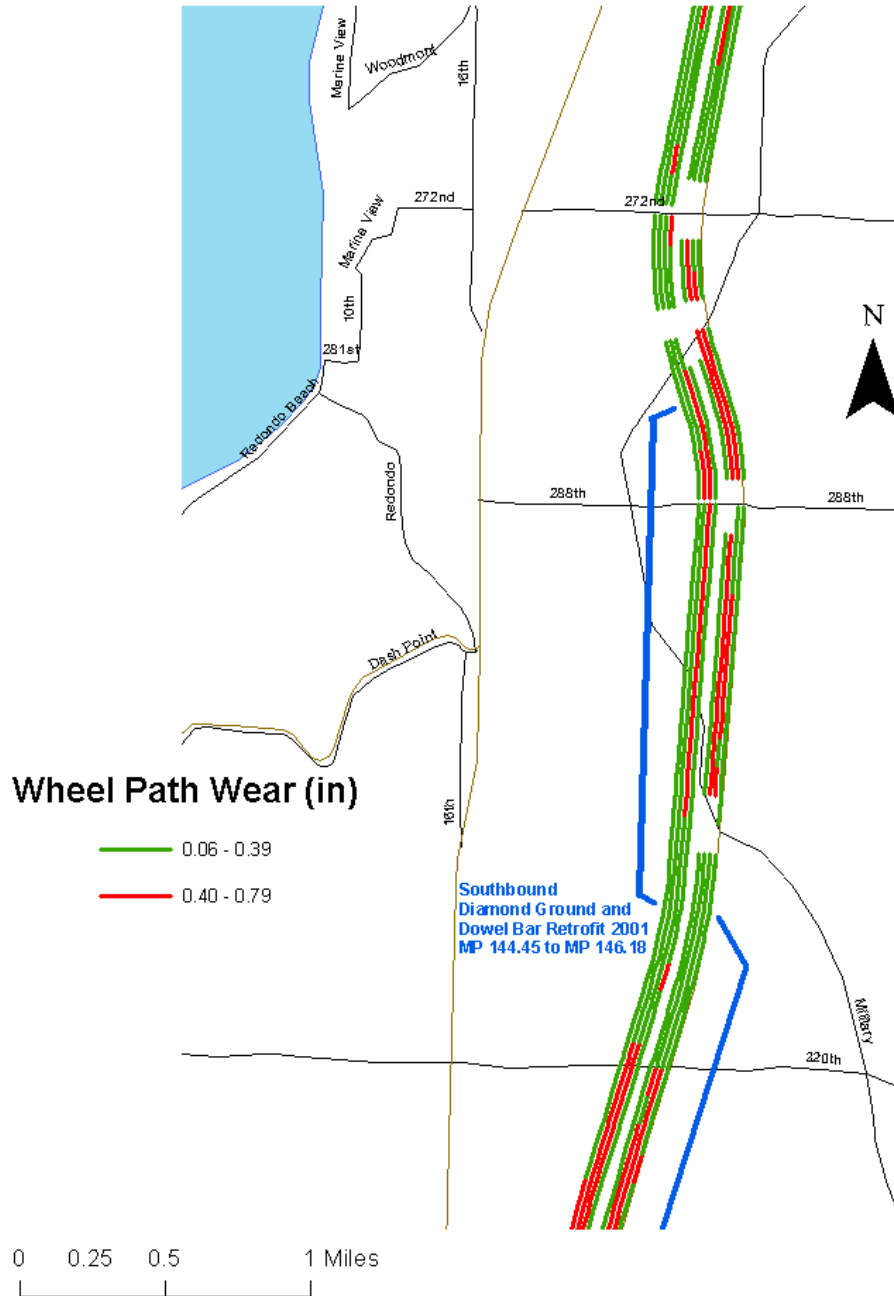 Marine View
Woodmont
16th
272nd
272nd
Marine View
10th
N
281st
Redondo Beach
Redondo
288th
288th
Dash Point
Wheel Path Wear (in)
16th
0.06 - 0.39
0.40 - 0.79
Southbound
Diamond Ground and
Dowel Bar Retrofit 2001
MP 144.45 to MP 146.18
Military
320th
0 0.25 0.5 1 Miles